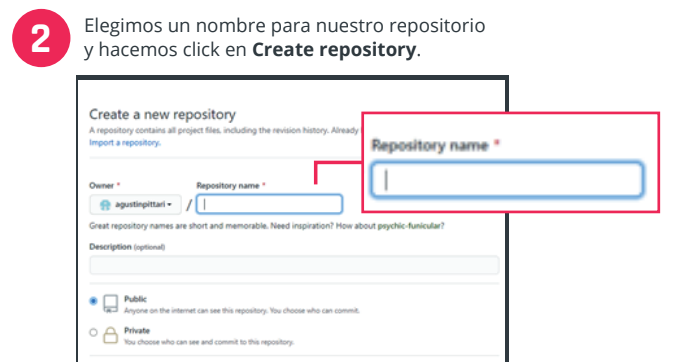 2
Elegimos un nombre para nuestro repositorio
y hacemos click en Create repository.
Create a new repository
A repository contains all project files, including the revision history. Already
Import a repository.
Repository name *
Owner *
Repository name *
agustinpittari
/
Great repository names are short and memorable. Need inspiration? How about psychic-funicular?
Description (optional)
Public
Anyone on the internet can see this repository. You choose who can commit.
Private
You choose who can see and commit to this repository.